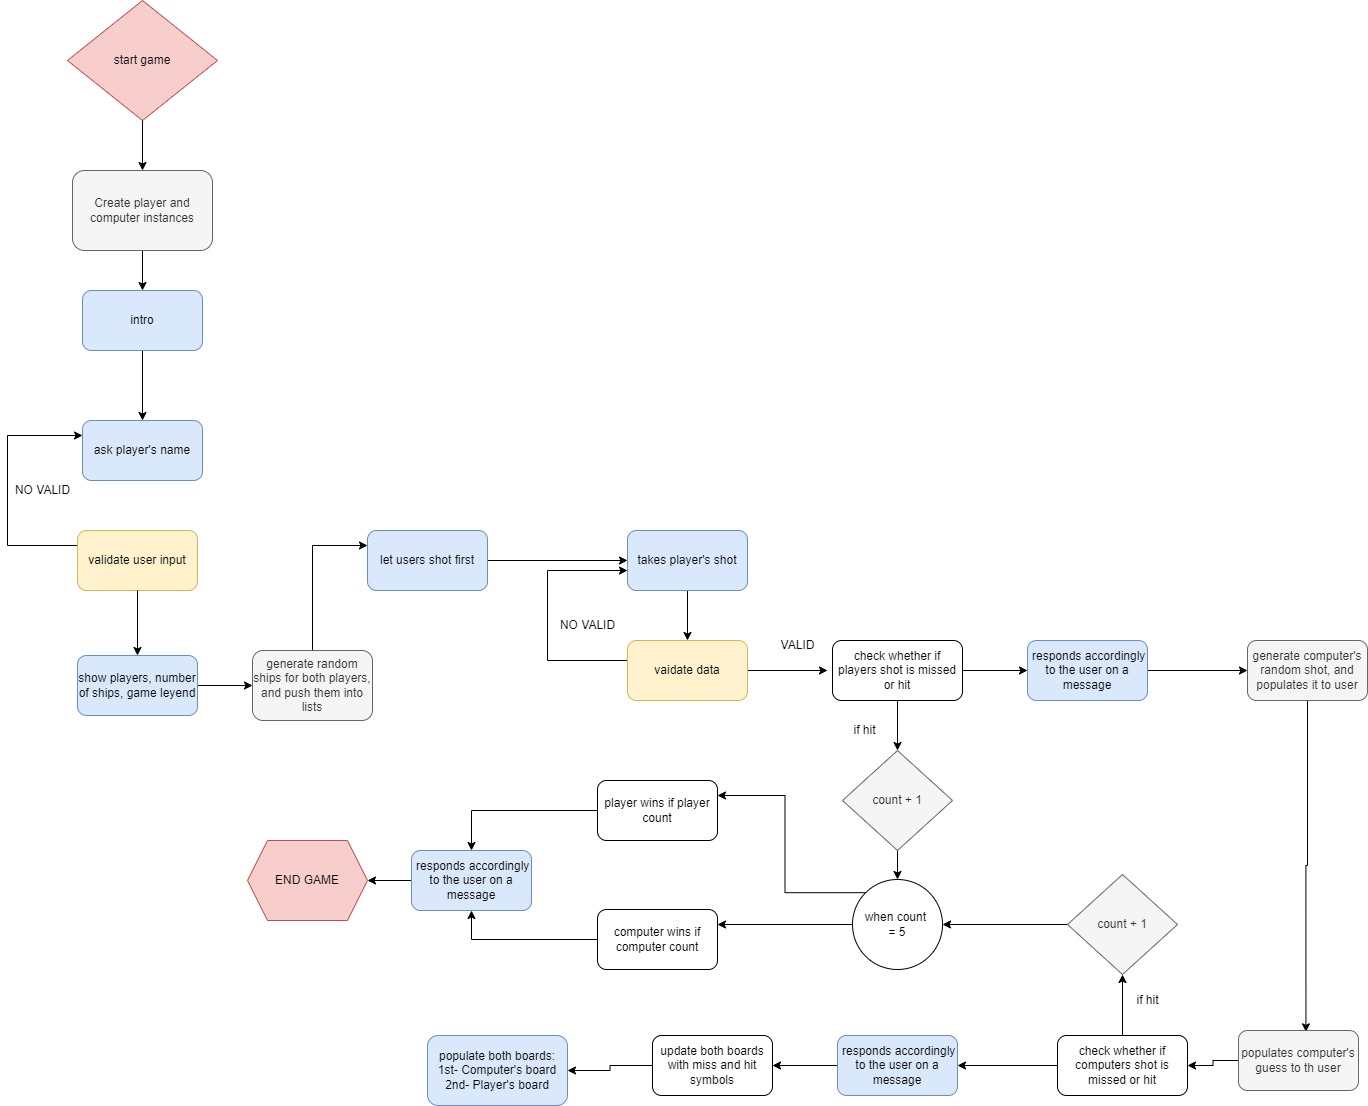 start game
Create player and
computer instances
intro
ask player's name
NO VALID
validate user input
show players, number
of ships, game leyend
generate random
ships for both players,
and push them into
lists
let users shot first
takes player's shot
NO VALID
vaidate data
VALID
check whether if
players shot is missed
or hit
responds accordingly
to the user on a
message
generate computer's
random shot, and
populates it to user
if hit
count + 1
when count
= 5
player wins if player
count
computer wins if
computer count
responds accordingly
to the user on a
message
END GAME
count + 1
if hit
populates computer's
guess to th user
check whether if
computers shot is
missed or hit
responds accordingly
to the user on a
message
update both boards
with miss and hit
symbols
populate both boards:
1st- Computer's board
2nd- Player's board